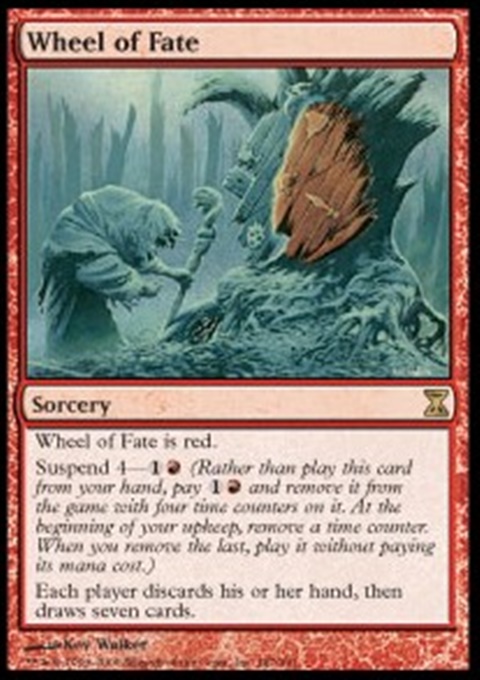 Wheel of Fate
Sorcery
Wheel of Fate is red.
Suspend 4—1 (Rather than play this card
from your hand, pay 1 and remove it from
the game with four time counters on it. At the
beginning of your upkeep, remove a time counter.
When you remove the last, play it without paying
its mana cost.)
Each player discards his or her hand, then
draws seven cards.
Kev Walker